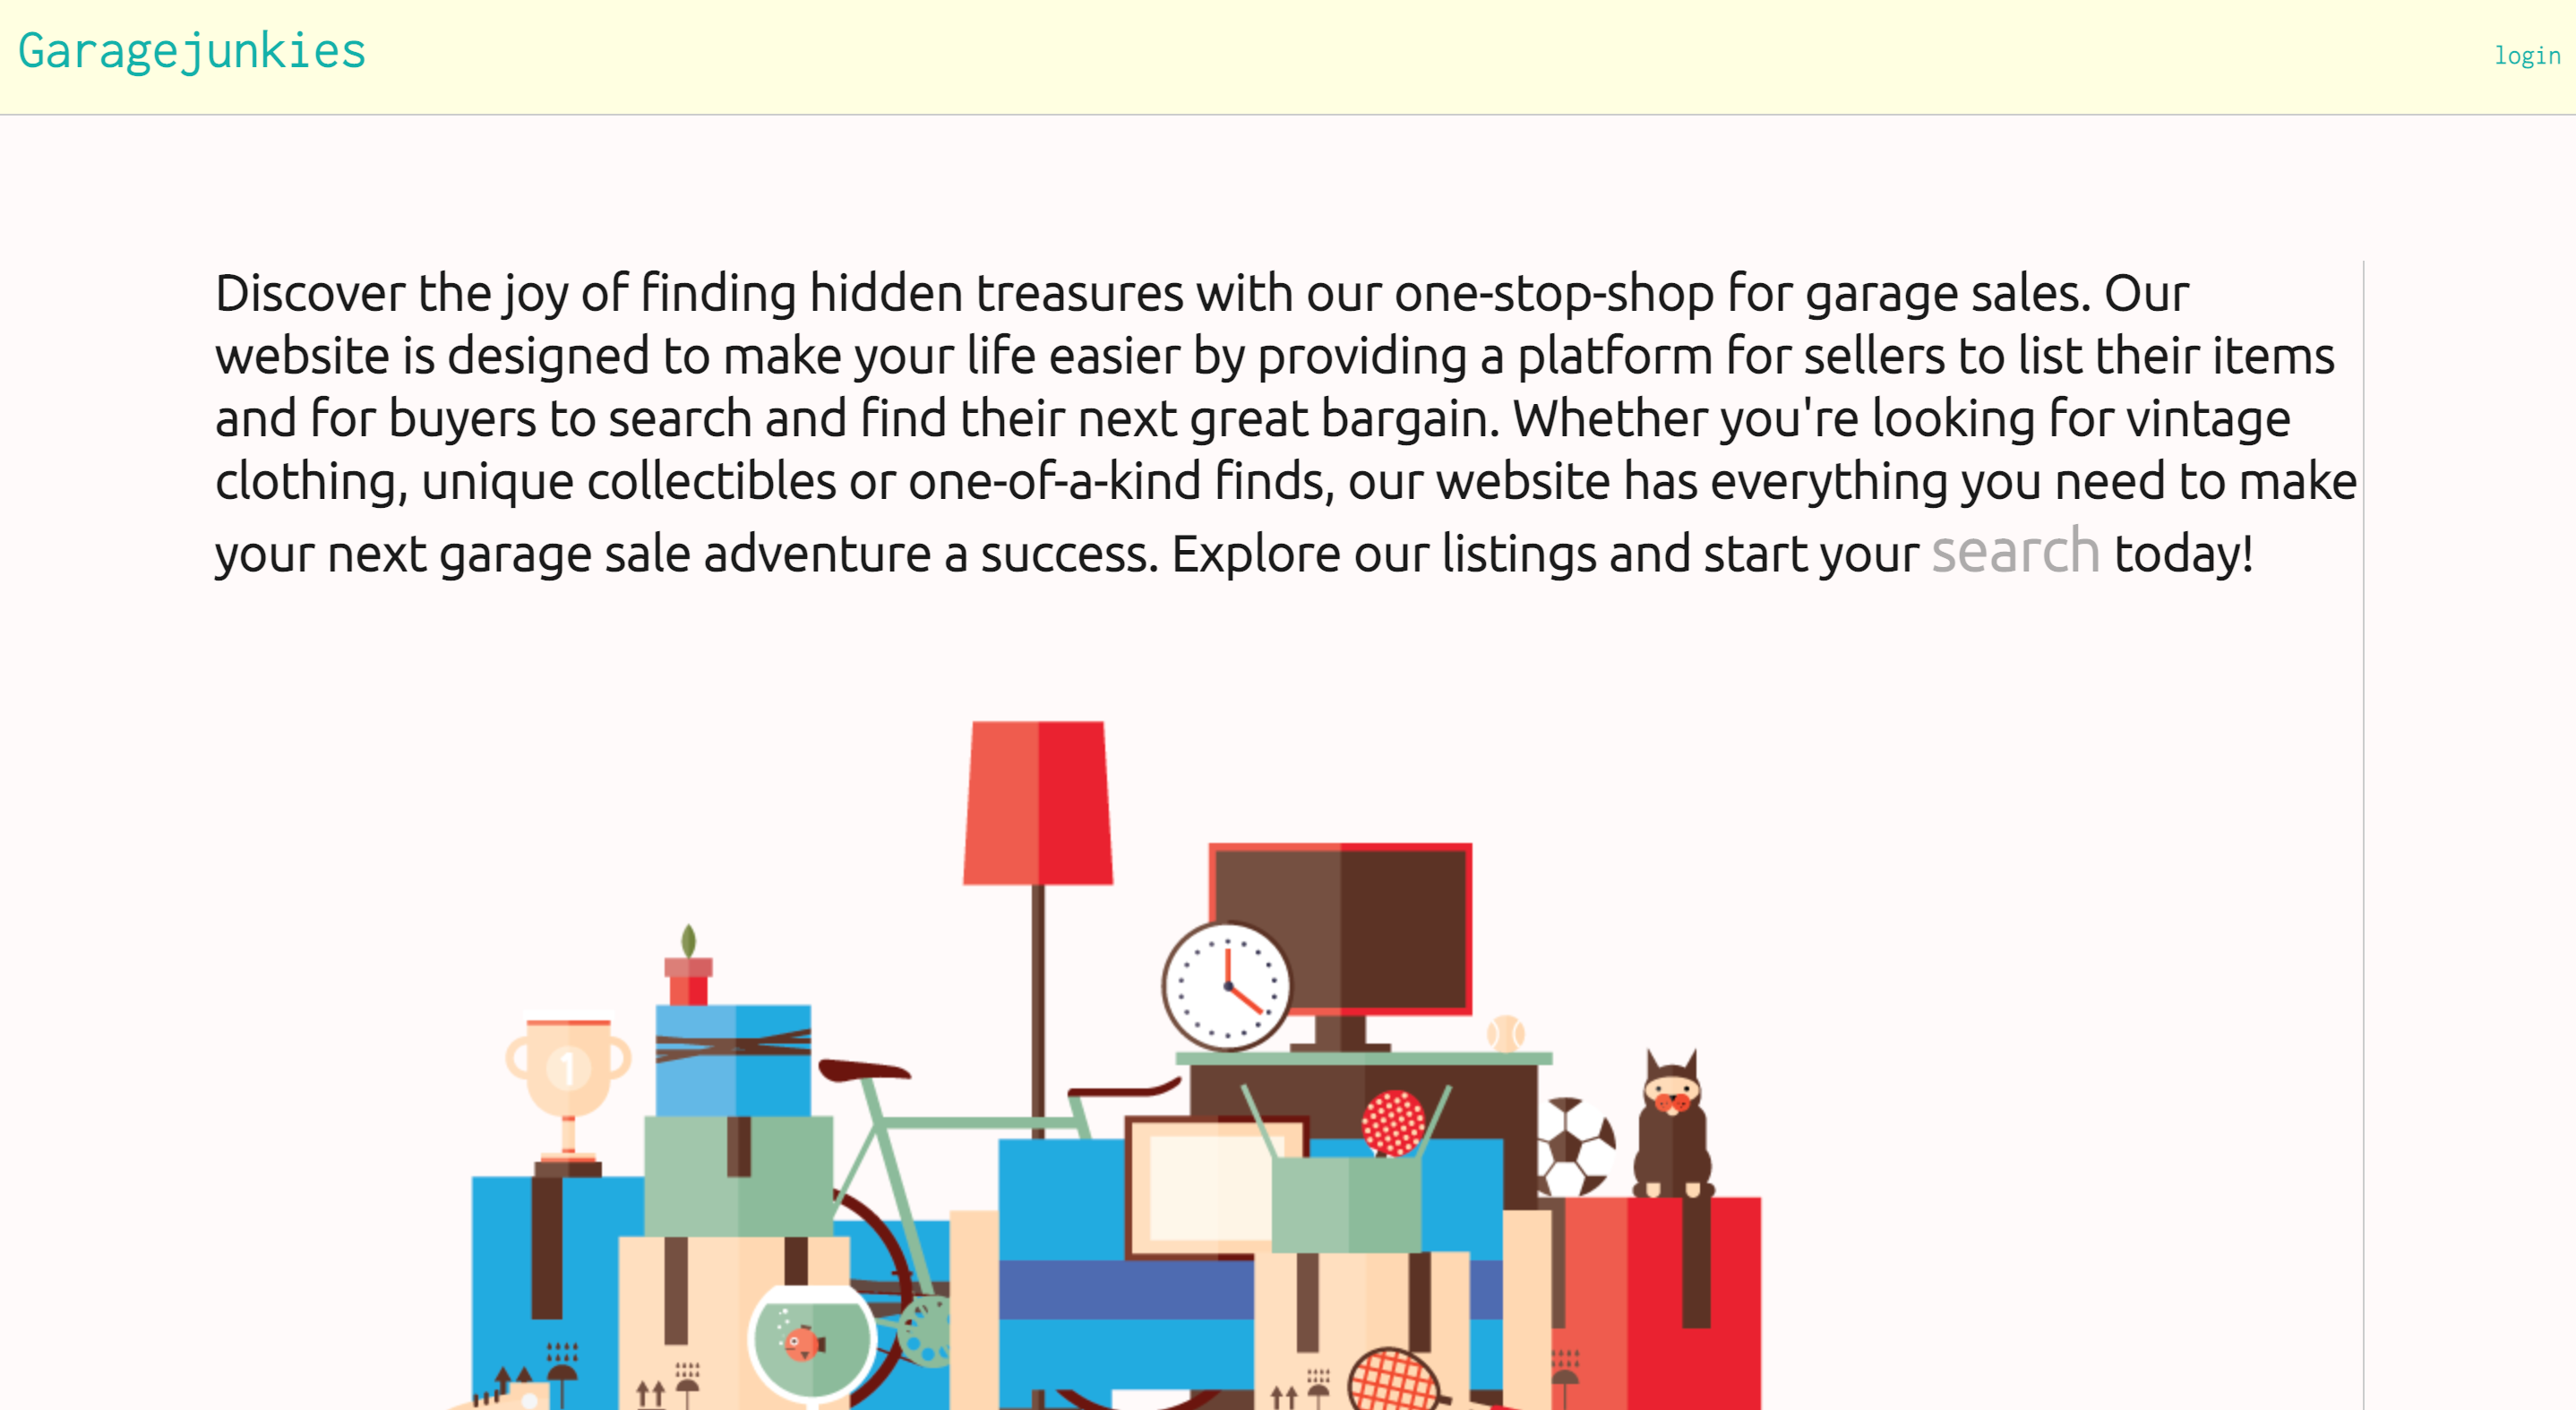 Garagejunkies
login
Discover the joy of finding hidden treasures with our one-stop-shop for garage sales. Our
website is designed to make your life easier by providing a platform for sellers to list their items
and for buyers to search and find their next great bargain. Whether you're looking for vintage
clothing, unique collectibles or one-of-a-kind finds, our website has everything you need to make
your next garage sale adventure a success. Explore our listings and start your search today!
1